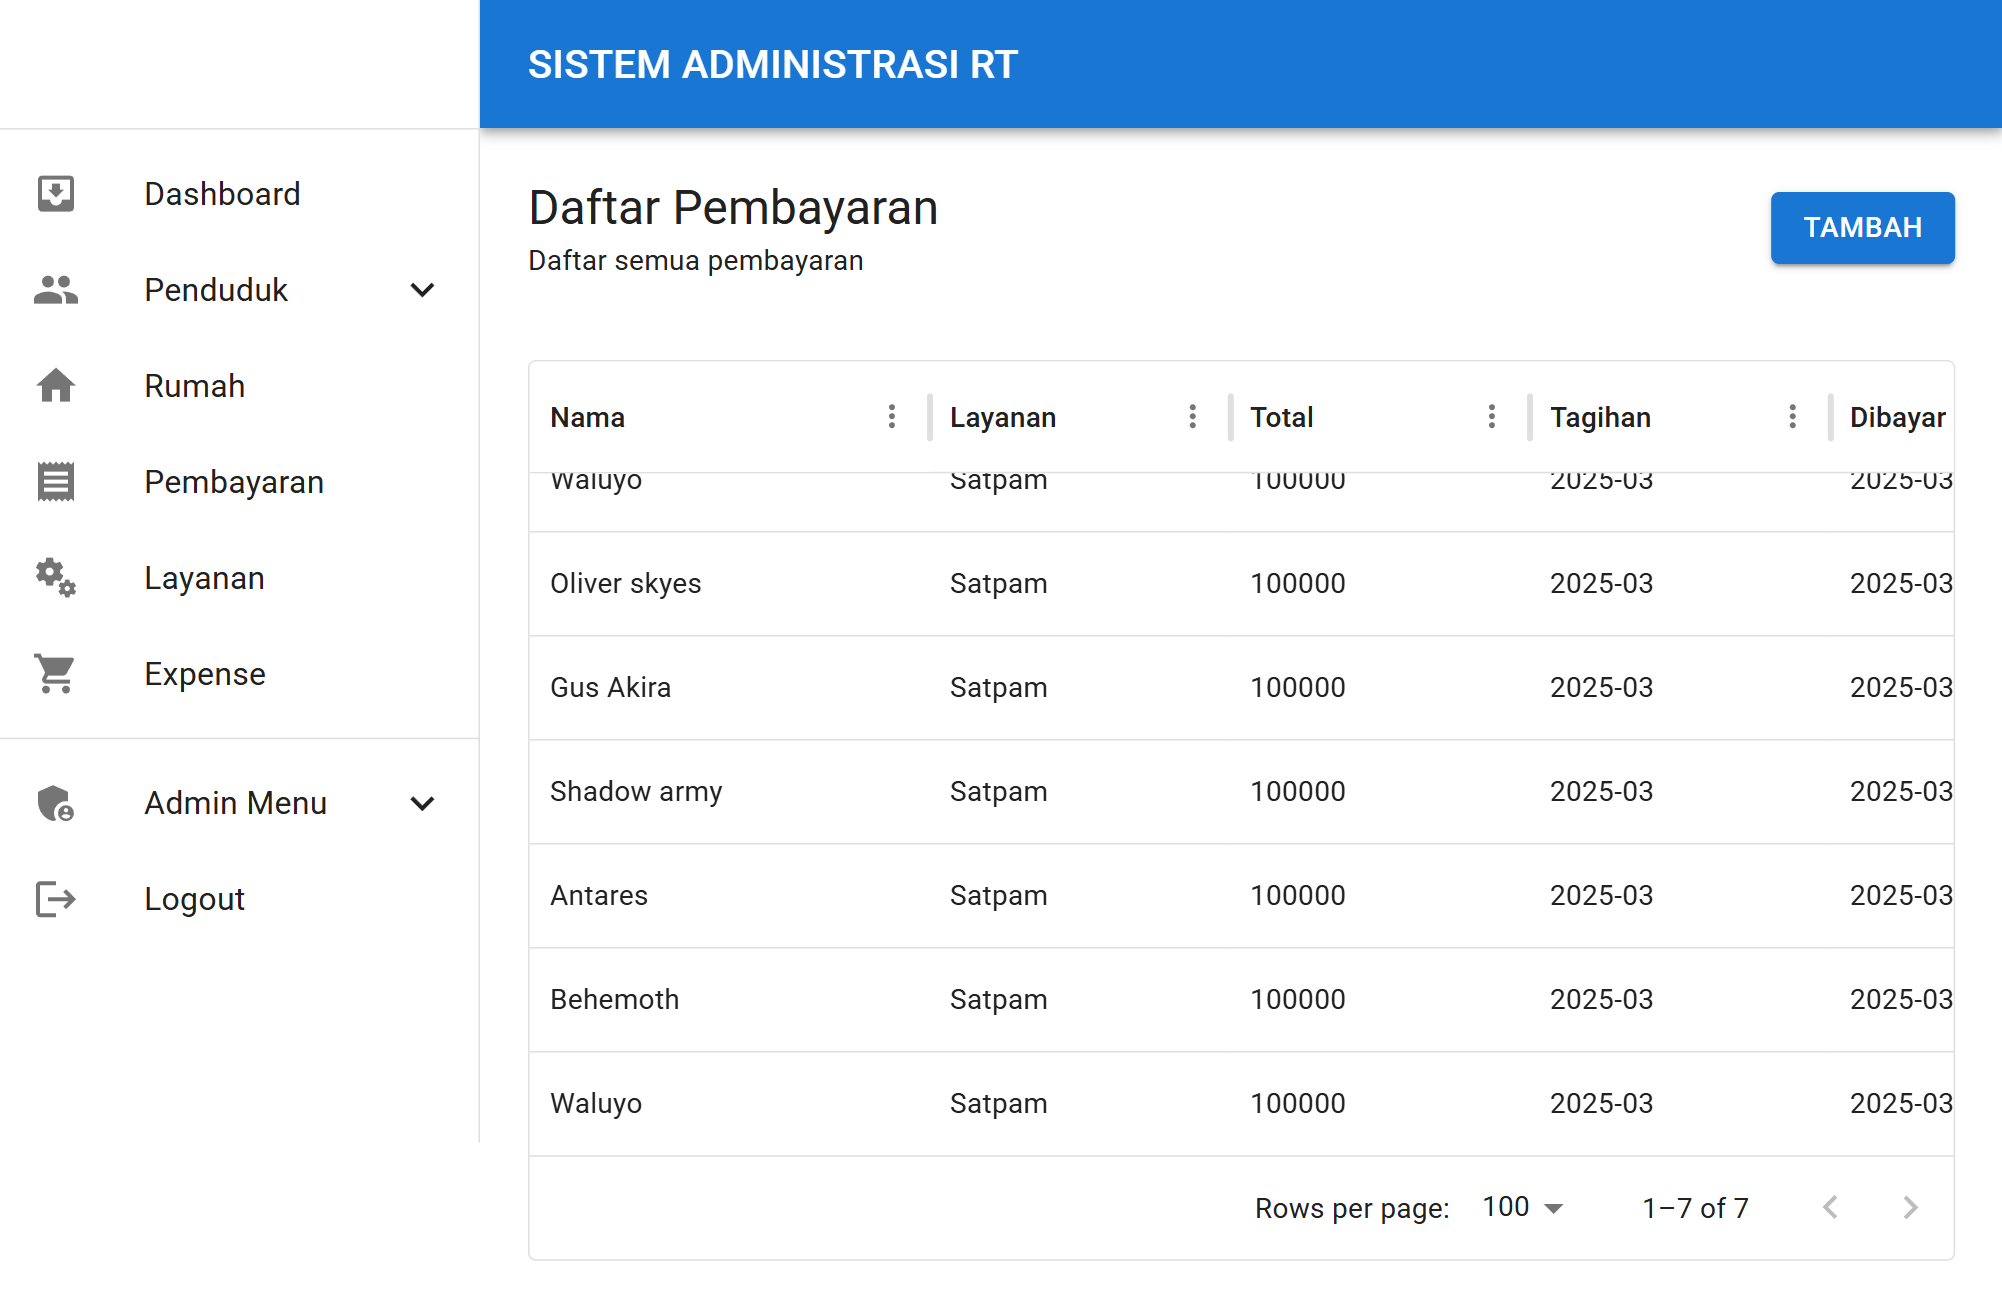 SISTEM ADMINISTRASI RT
Dashboard
Penduduk
Rumah
Pembayaran
Layanan
Expense
Admin Menu
Logout
Daftar Pembayaran
Daftar semua pembayaran
TAMBAH
Nama Layanan Total Tagihan Dibayar
Waluyo Satpam 100000 2025-03 2025-03
Oliver skyes Satpam 100000 2025-03 2025-03
Gus Akira Satpam 100000 2025-03 2025-03
Shadow army Satpam 100000 2025-03 2025-03
Antares Satpam 100000 2025-03 2025-03
Behemoth Satpam 100000 2025-03 2025-03
Waluyo Satpam 100000 2025-03 2025-03
Rows per page: 100 1–7 of 7